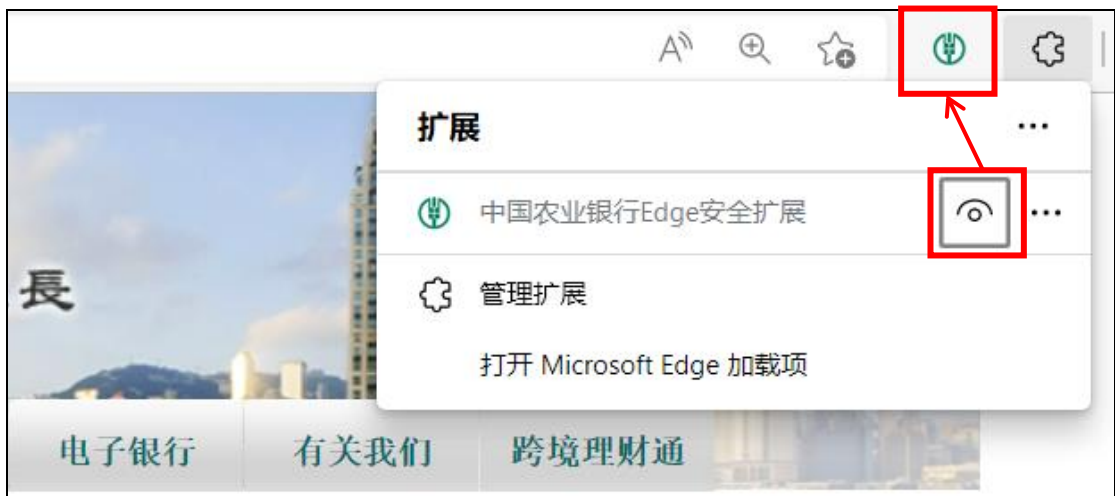 扩展
中国农业银行Edge安全扩展
管理扩展
打开 Microsoft Edge 加载项
長
电子银行
有关我们
跨境理财通